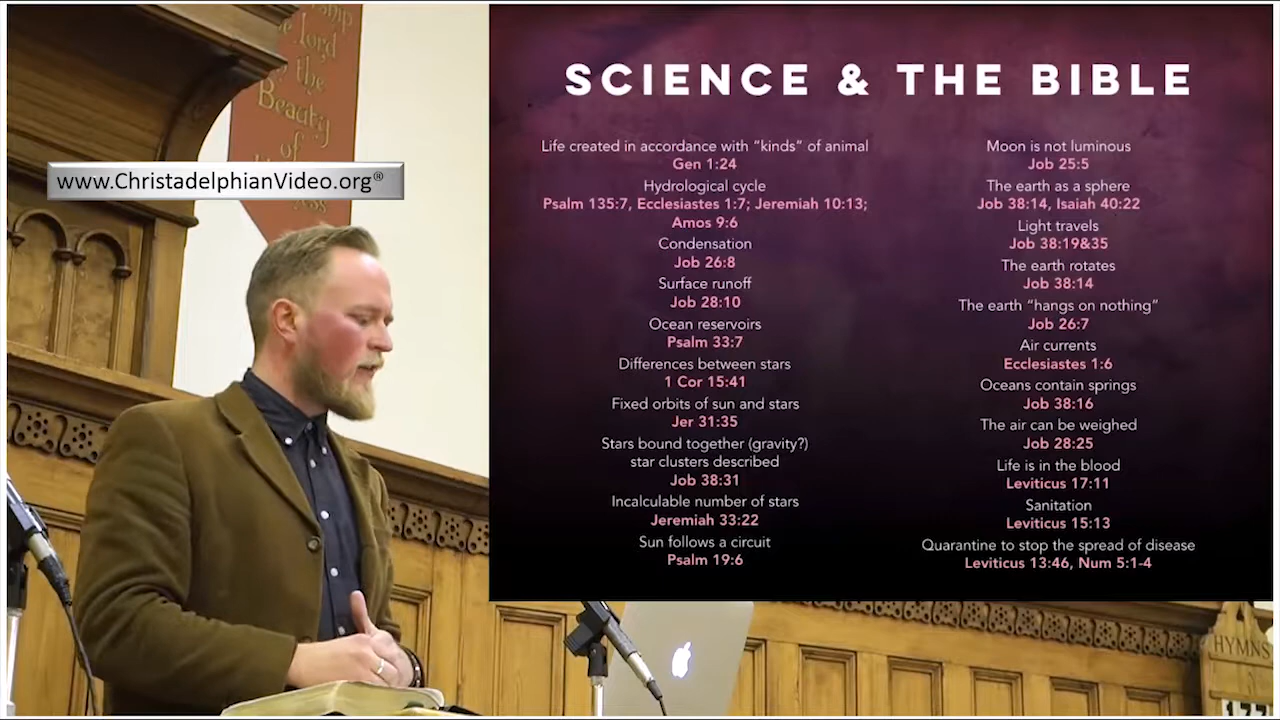 ship
the Lord
the
Beauty
of
ess
www.ChristadelphianVideo.org®
SCIENCE & THE BIBLE
Life created in accordance with “kinds” of animal
Gen 1:24
Hydrological cycle
Psalm 135:7, Ecclesiastes 1:7; Jeremiah 10:13;
Amos 9:6
Condensation
Job 26:8
Surface runoff
Job 28:10
Ocean reservoirs
Psalm 33:7
Differences between stars
1 Cor 15:41
Fixed orbits of sun and stars
Jer 31:35
Stars bound together (gravity?)
star clusters described
Job 38:31
Incalculable number of stars
Jeremiah 33:22
Sun follows a circuit
Psalm 19:6
Moon is not luminous
Job 25:5
The earth as a sphere
Job 38:14, Isaiah 40:22
Light travels
Job 38:19&35
The earth rotates
Job 38:14
The earth “hangs on nothing”
Job 26:7
Air currents
Ecclesiastes 1:6
Oceans contain springs
Job 38:16
The air can be weighed
Job 28:25
Life is in the blood
Leviticus 17:11
Sanitation
Leviticus 15:13
Quarantine to stop the spread of disease
Leviticus 13:46, Num 5:1-4
HYMNS
177